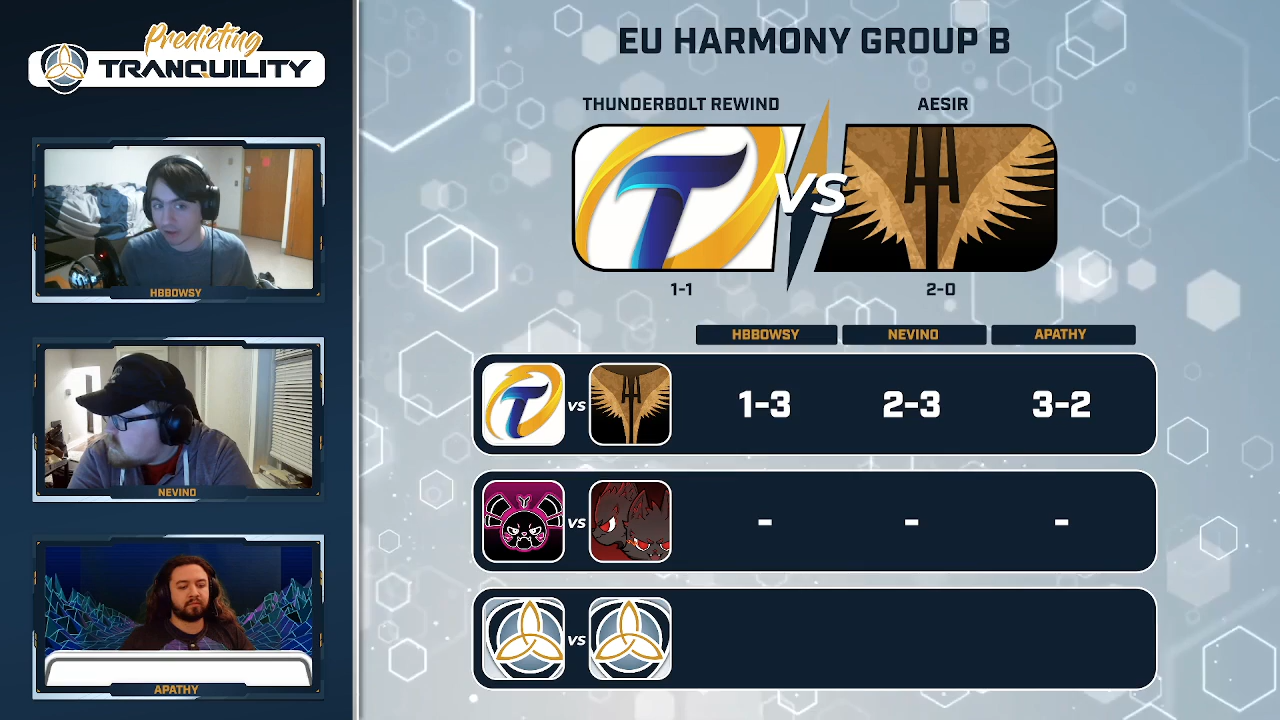 Predicting
TRANQUILITY
HBBOWSY
NEVINO
APATHY
EU HARMONY GROUP B
THUNDERBOLT REWIND
AESIR
VS
1-1
2-0
HBBOWSY
NEVINO
APATHY
VS
1-3
2-3
3-2
VS
-
-
-
VS